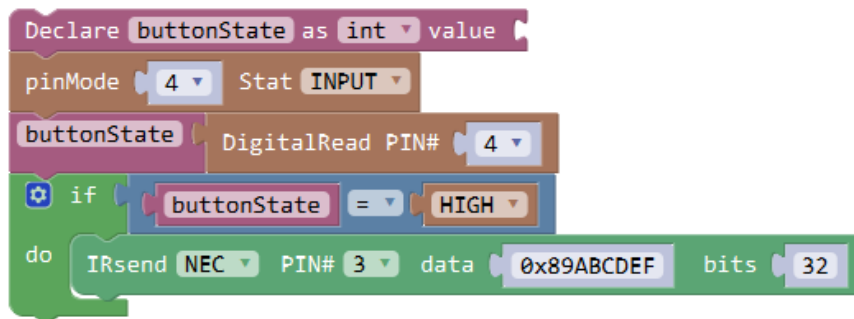 Declare buttonState as int value
pinMode 4 Stat INPUT
buttonState DigitalRead PIN# 4
if buttonState = HIGH
do IRsend NEC PIN# 3 data 0x89ABCDEF bits 32